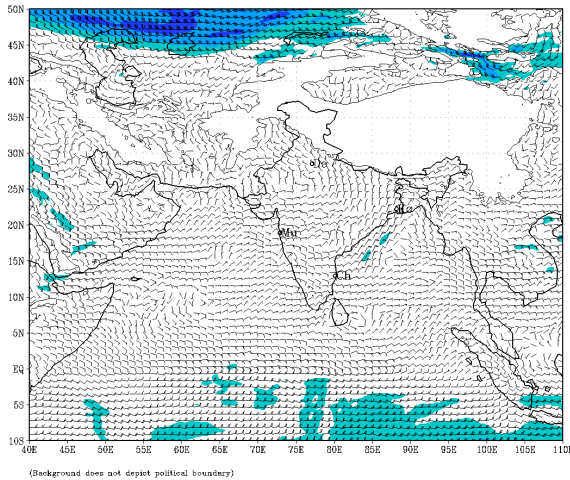 50N
45N
40N
35N
30N
25N
20N
15N
10N
5N
EQ
5S
10S
De
Mu
Ch
40E 45E 50E 55E 60E 65E 70E 75E 80E 85E 90E 95E 100E 105E 110E
(Background does not depict political boundary)